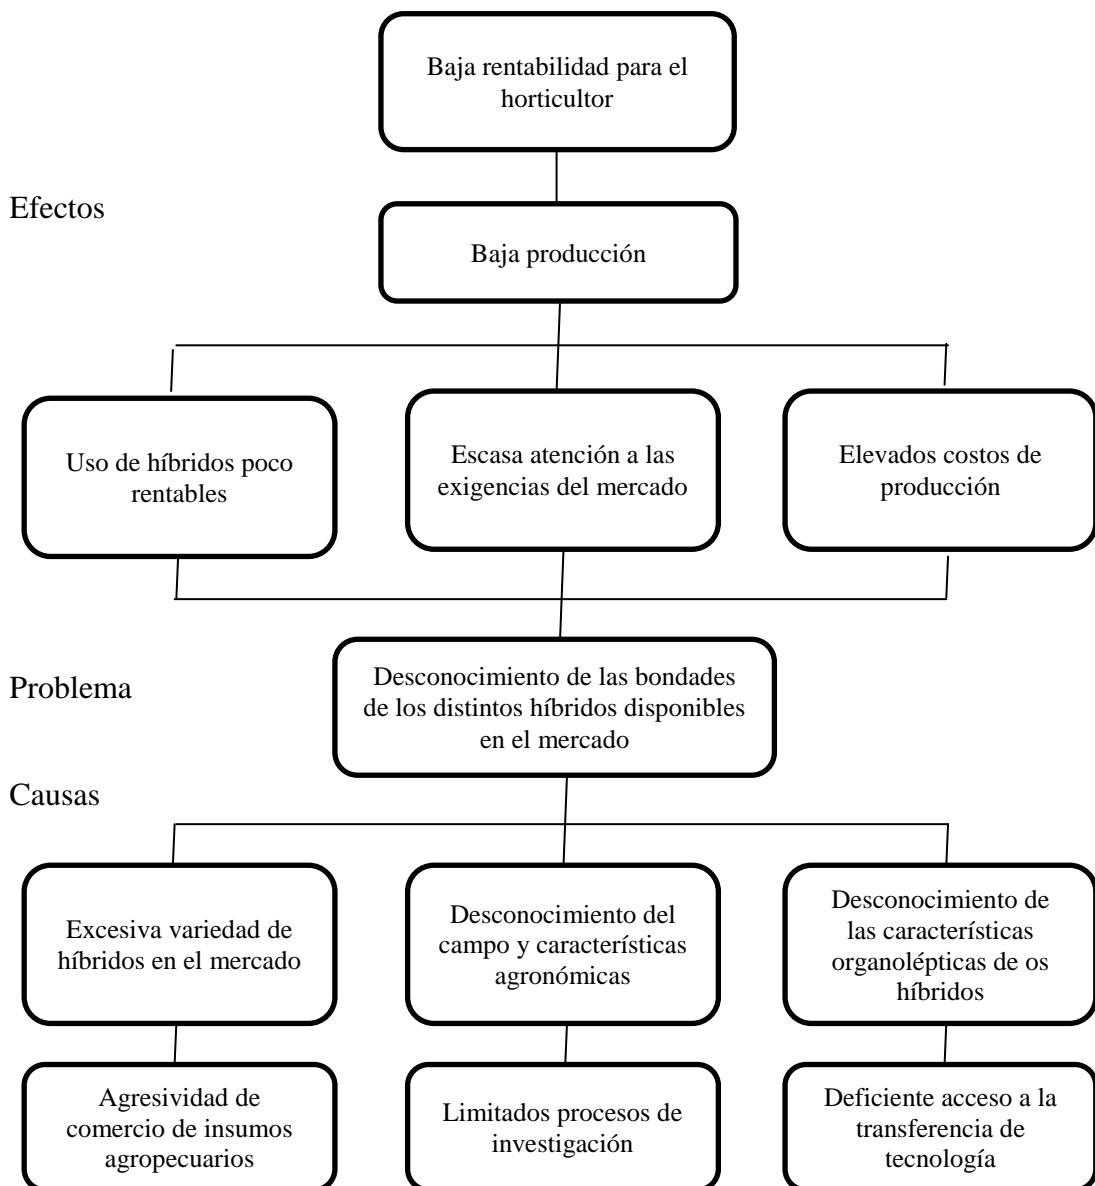 Baja rentabilidad para el
horticultor
Efectos
Baja producción
Uso de híbridos poco
rentables
Escasa atención a las
exigencias del mercado
Elevados costos de
producción
Problema
Desconocimiento de las bondades
de los distintos híbridos disponibles
en el mercado
Causas
Excesiva variedad de
híbridos en el mercado
Desconocimiento del
campo y características
agronómicas
Desconocimiento de
las características
organolépticas de os
híbridos
Agresividad de
comercio de insumos
agropecuarios
Limitados procesos de
investigación
Deficiente acceso a la
transferencia de
tecnología